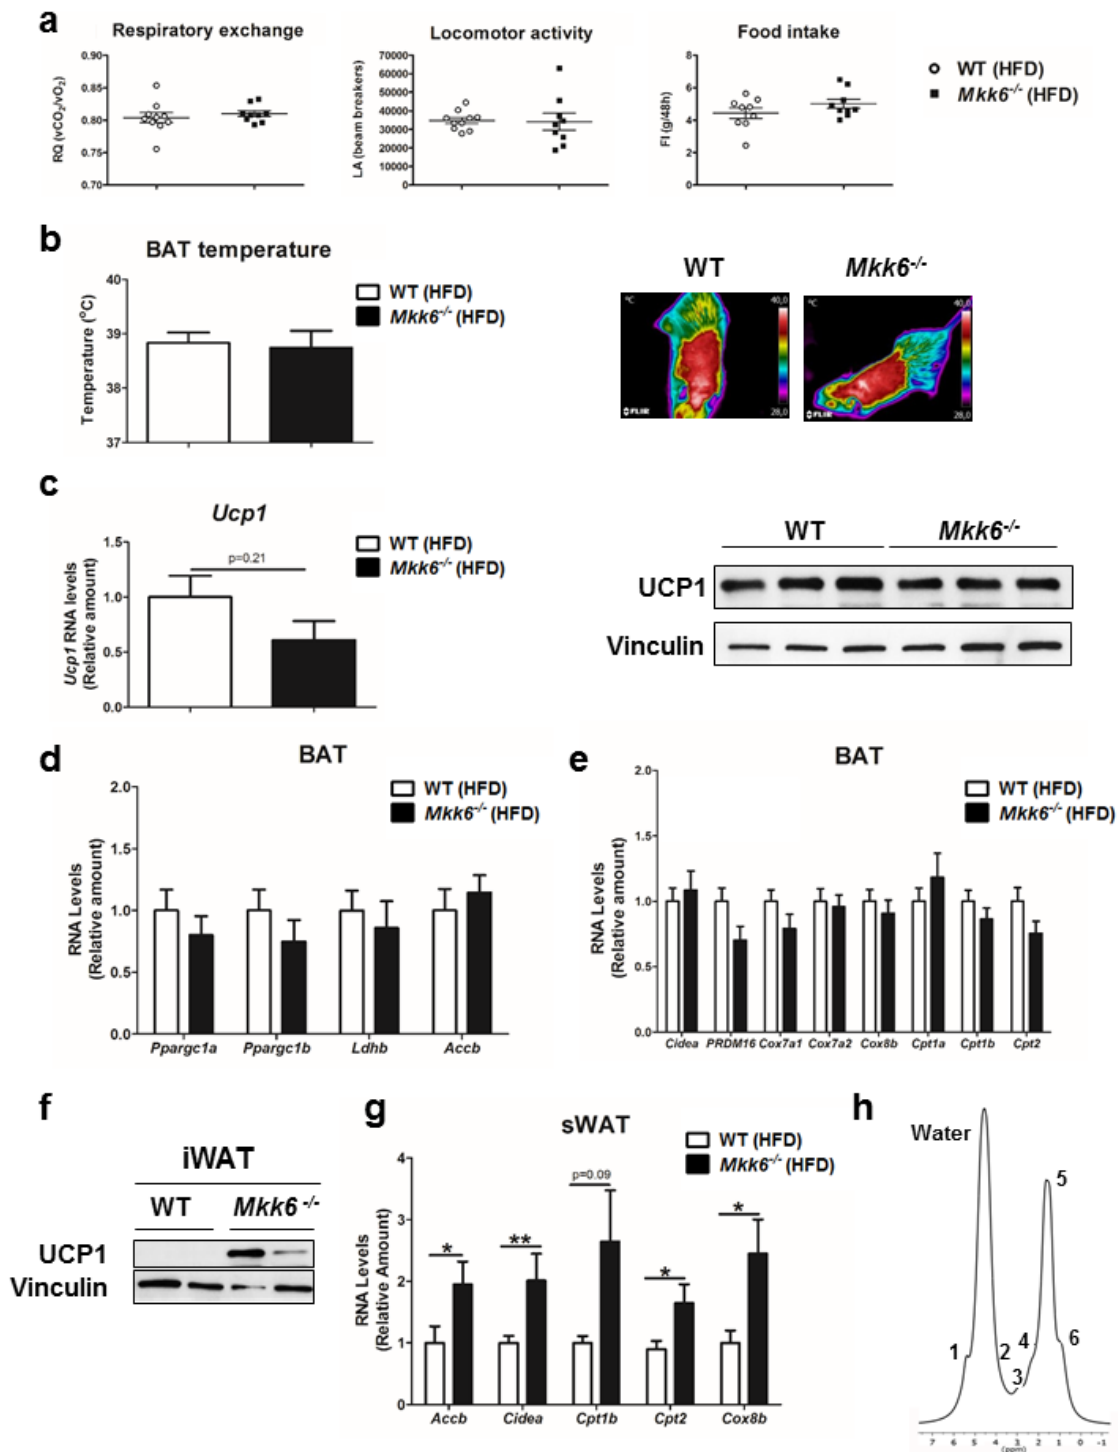 a
Respiratory exchange
0.90
0.85
0.80
0.75
0.70
RQ (vCO2/vO2)
Locomotor activity
70000
60000
50000
40000
30000
20000
10000
0
LA (beam breakers)
Food intake
8
6
4
2
0
FI (g/48h)
WT (HFD)
Mkk6-/- (HFD)
b
BAT temperature
40
39
38
37
Temperature (°C)
WT (HFD)
Mkk6-/- (HFD)
WT
Mkk6-/-
°C
40,0
28,0
FLIR
°C
40,0
28,0
FLIR
c
Ucp1
1.5
1.0
0.5
0.0
Ucp1 RNA levels
(Relative amount)
p=0.21
WT (HFD)
Mkk6-/- (HFD)
WT
Mkk6-/-
UCP1
Vinculin
d
BAT
2.0
1.5
1.0
0.5
0.0
RNA Levels
(Relative amount)
WT (HFD)
Mkk6-/- (HFD)
Ppargc1a Ppargc1b Ldhb Accb
e
BAT
2.0
1.5
1.0
0.5
0.0
RNA Levels
(Relative amount)
WT (HFD)
Mkk6-/- (HFD)
Cidea PRDM16 Cox7a1 Cox7a2 Cox8b Cpt1a Cpt1b Cpt2
f
iWAT
WT Mkk6 -/-
UCP1
Vinculin
g
sWAT
4
3
2
1
0
RNA Levels
(Relative Amount)
WT (HFD)
Mkk6-/- (HFD)
* ** p=0.09 * *
Accb Cidea Cpt1b Cpt2 Cox8b
h
Water
1
2
3
4
5
6
7 6 5 4 3 2 1 0 -1
(ppm)